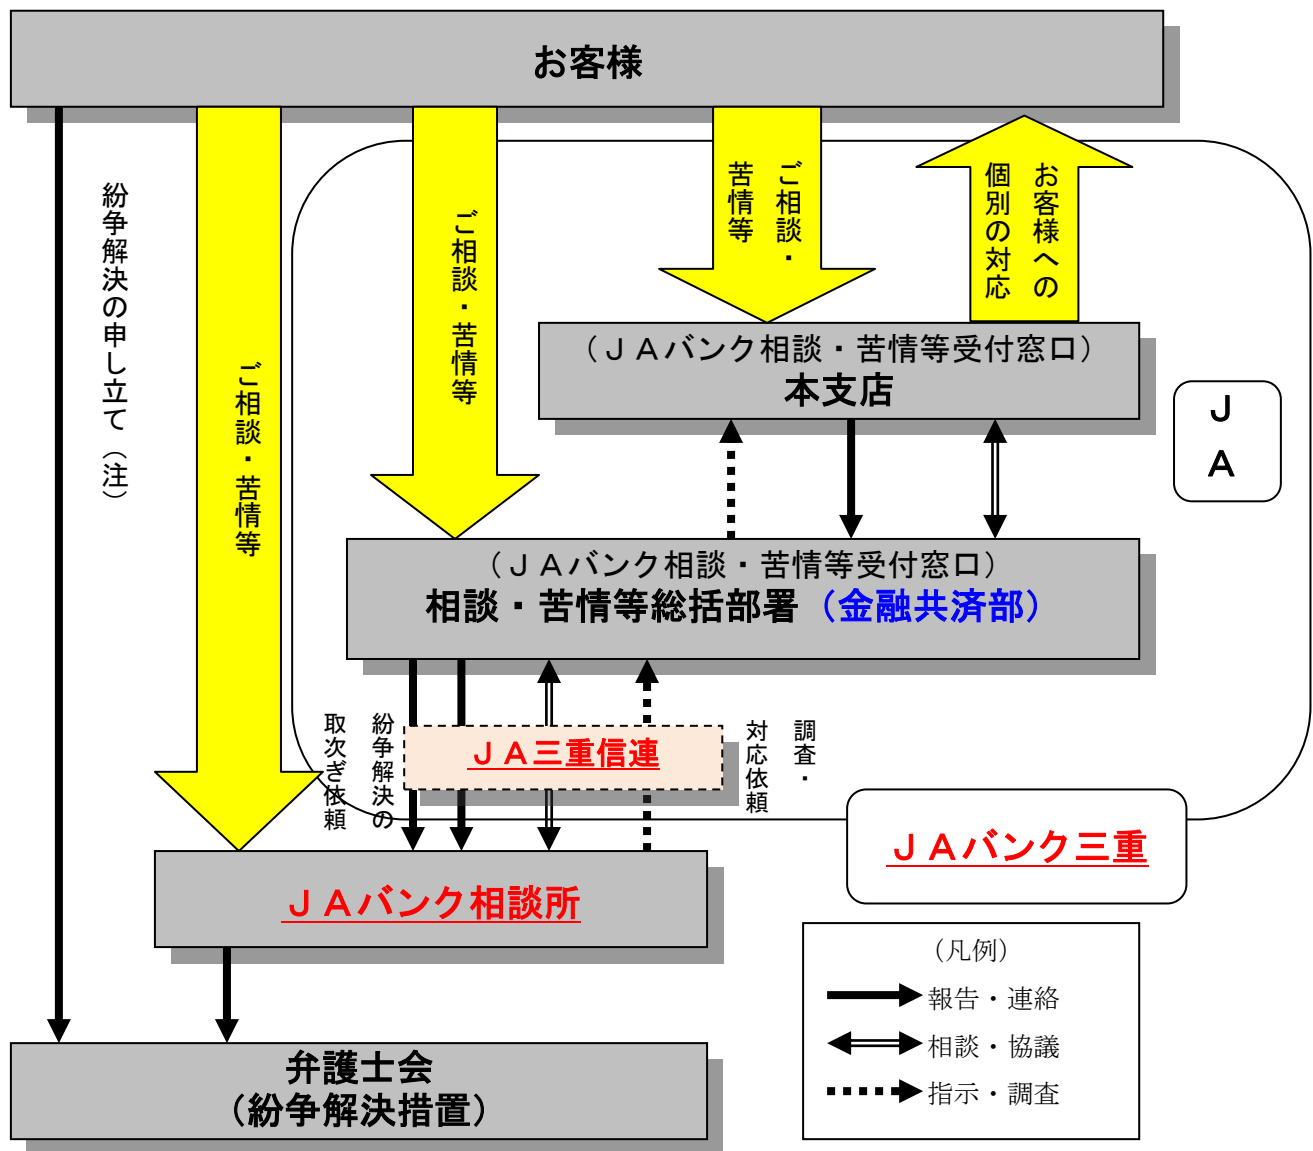 お客様
紛争解決の申し立て（注）
ご相談・苦情等
ご相談・苦情等
ご相談・
苦情等
お客様への
個別の対応
（ＪＡバンク相談・苦情等受付窓口）
本支店
Ｊ
Ａ
（ＪＡバンク相談・苦情等受付窓口）
相談・苦情等総括部署（金融共済部）
紛争解決の
取次ぎ依頼
ＪＡ三重信連
調査・
対応依頼
ＪＡバンク三重
ＪＡバンク相談所
（凡例）
報告・連絡
相談・協議
指示・調査
弁護士会
（紛争解決措置）